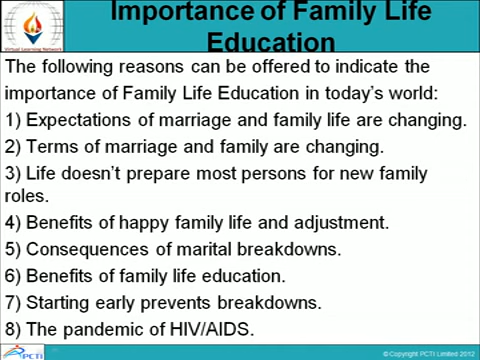 Importance of Family Life
Education
Virtual Learning Network
The following reasons can be offered to indicate the
importance of Family Life Education in today's world:
1) Expectations of marriage and family life are changing.
2) Terms of marriage and family are changing.
3) Life doesn't prepare most persons for new family
roles.
4) Benefits of happy family life and adjustment.
5) Consequences of marital breakdowns.
6) Benefits of family life education.
7) Starting early prevents breakdowns.
8) The pandemic of HIV/AIDS.
PCTI
© Copyright PCTI Limited 2012